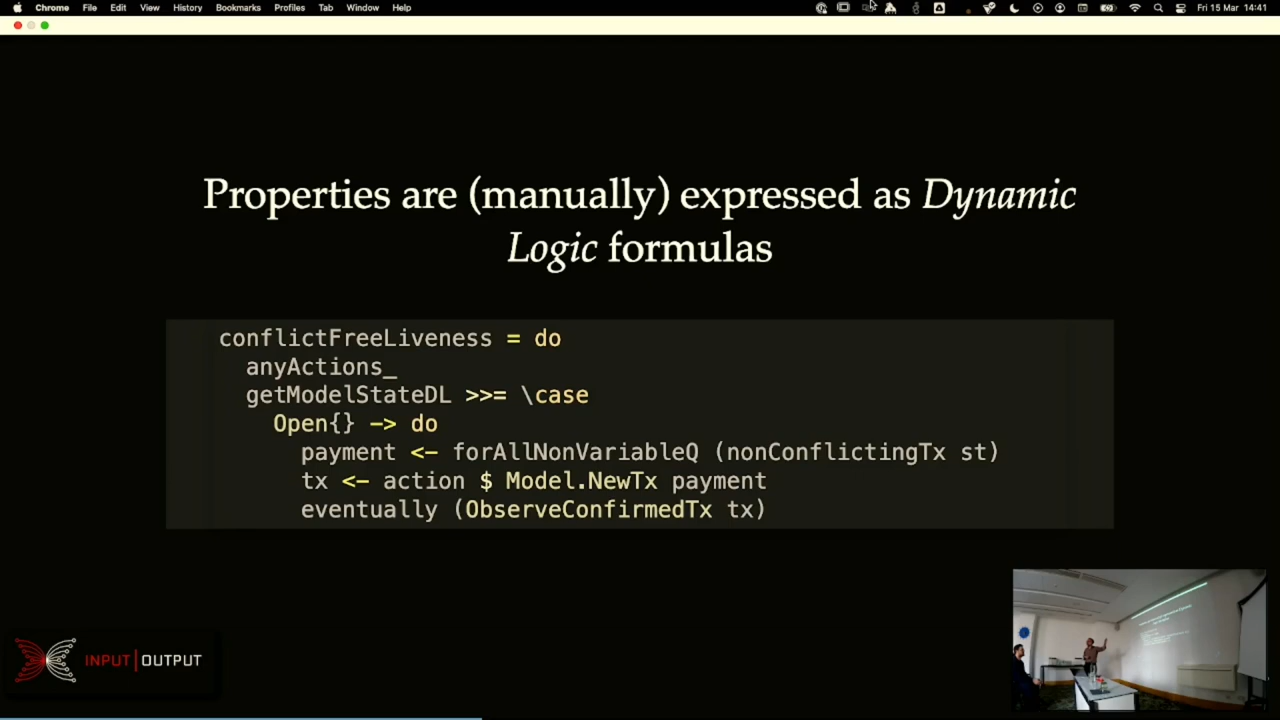 Chrome File Edit View History Bookmarks Profiles Tab Window Help Fri 15 Mar 14:41
Properties are (manually) expressed as Dynamic
Logic formulas
conflictFreeLiveness = do
anyActions_
getModelStateDL >>= \case
Open{} -> do
payment <- forAllNonVariableQ (nonConflictingTx st)
tx <- action $ Model.NewTx payment
eventually (ObserveConfirmedTx tx)
INPUT|OUTPUT